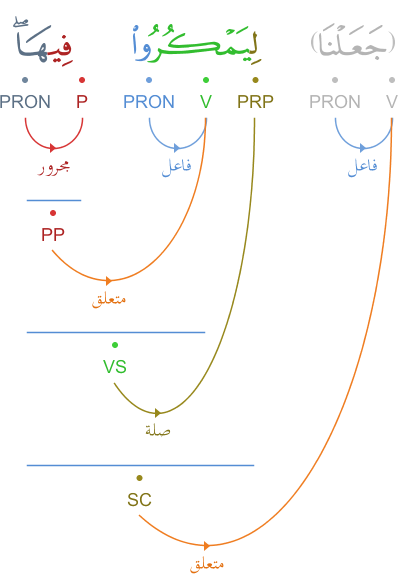 (جَعَلْنَا) لِيَمْكُرُوا۟ فِيهَا ۖ
V PRON PRP V PRON P PRON
فاعل فاعل مجرور
PP
متعلق
VS
صلة
SC
متعلق